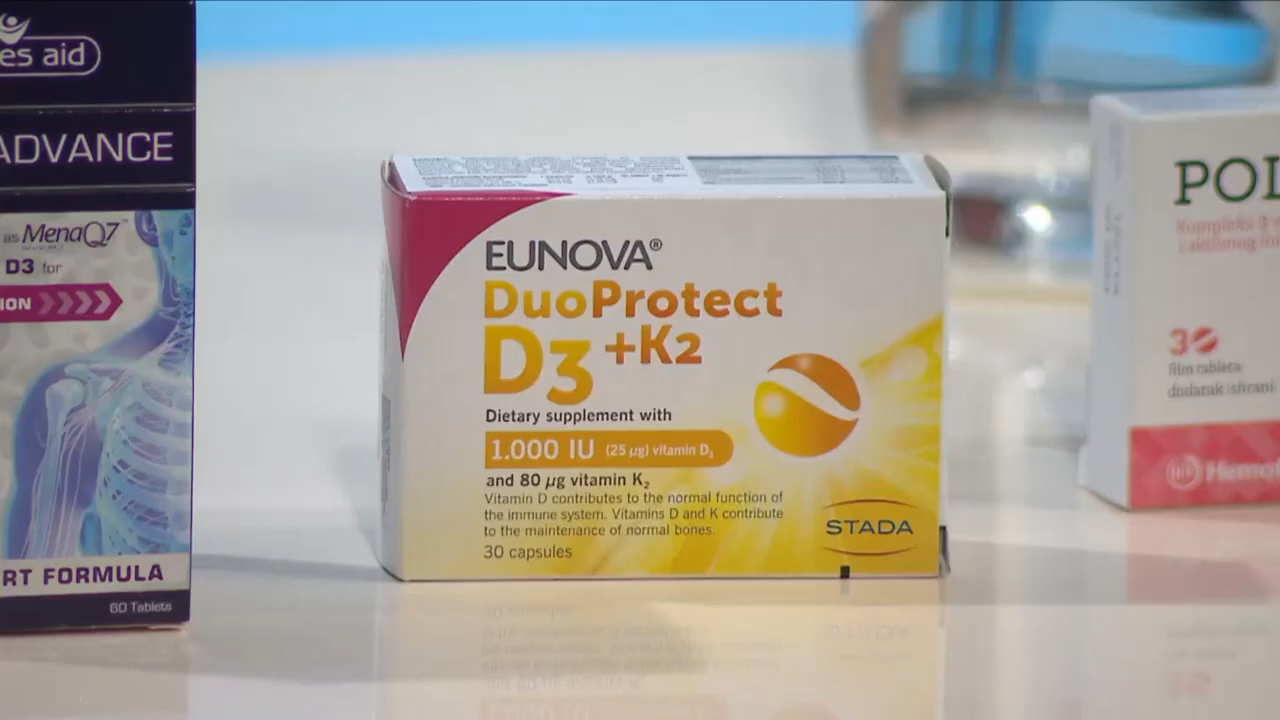 es aid
ADVANCE
as MenaQ7™
D3 for
ION
RT FORMULA
60 Tablets
EUNOVA®
DuoProtect
D3 +K2
Dietary supplement with
1.000 IU (25 µg) vitamin D₃
and 80 µg vitamin K₂
Vitamin D contributes to the normal function of
the immune system. Vitamins D and K contribute
to the maintenance of normal bones.
30 capsules
STADA
POL
Kompleks B
30
film tableta
dodatak ishrani
Hemof